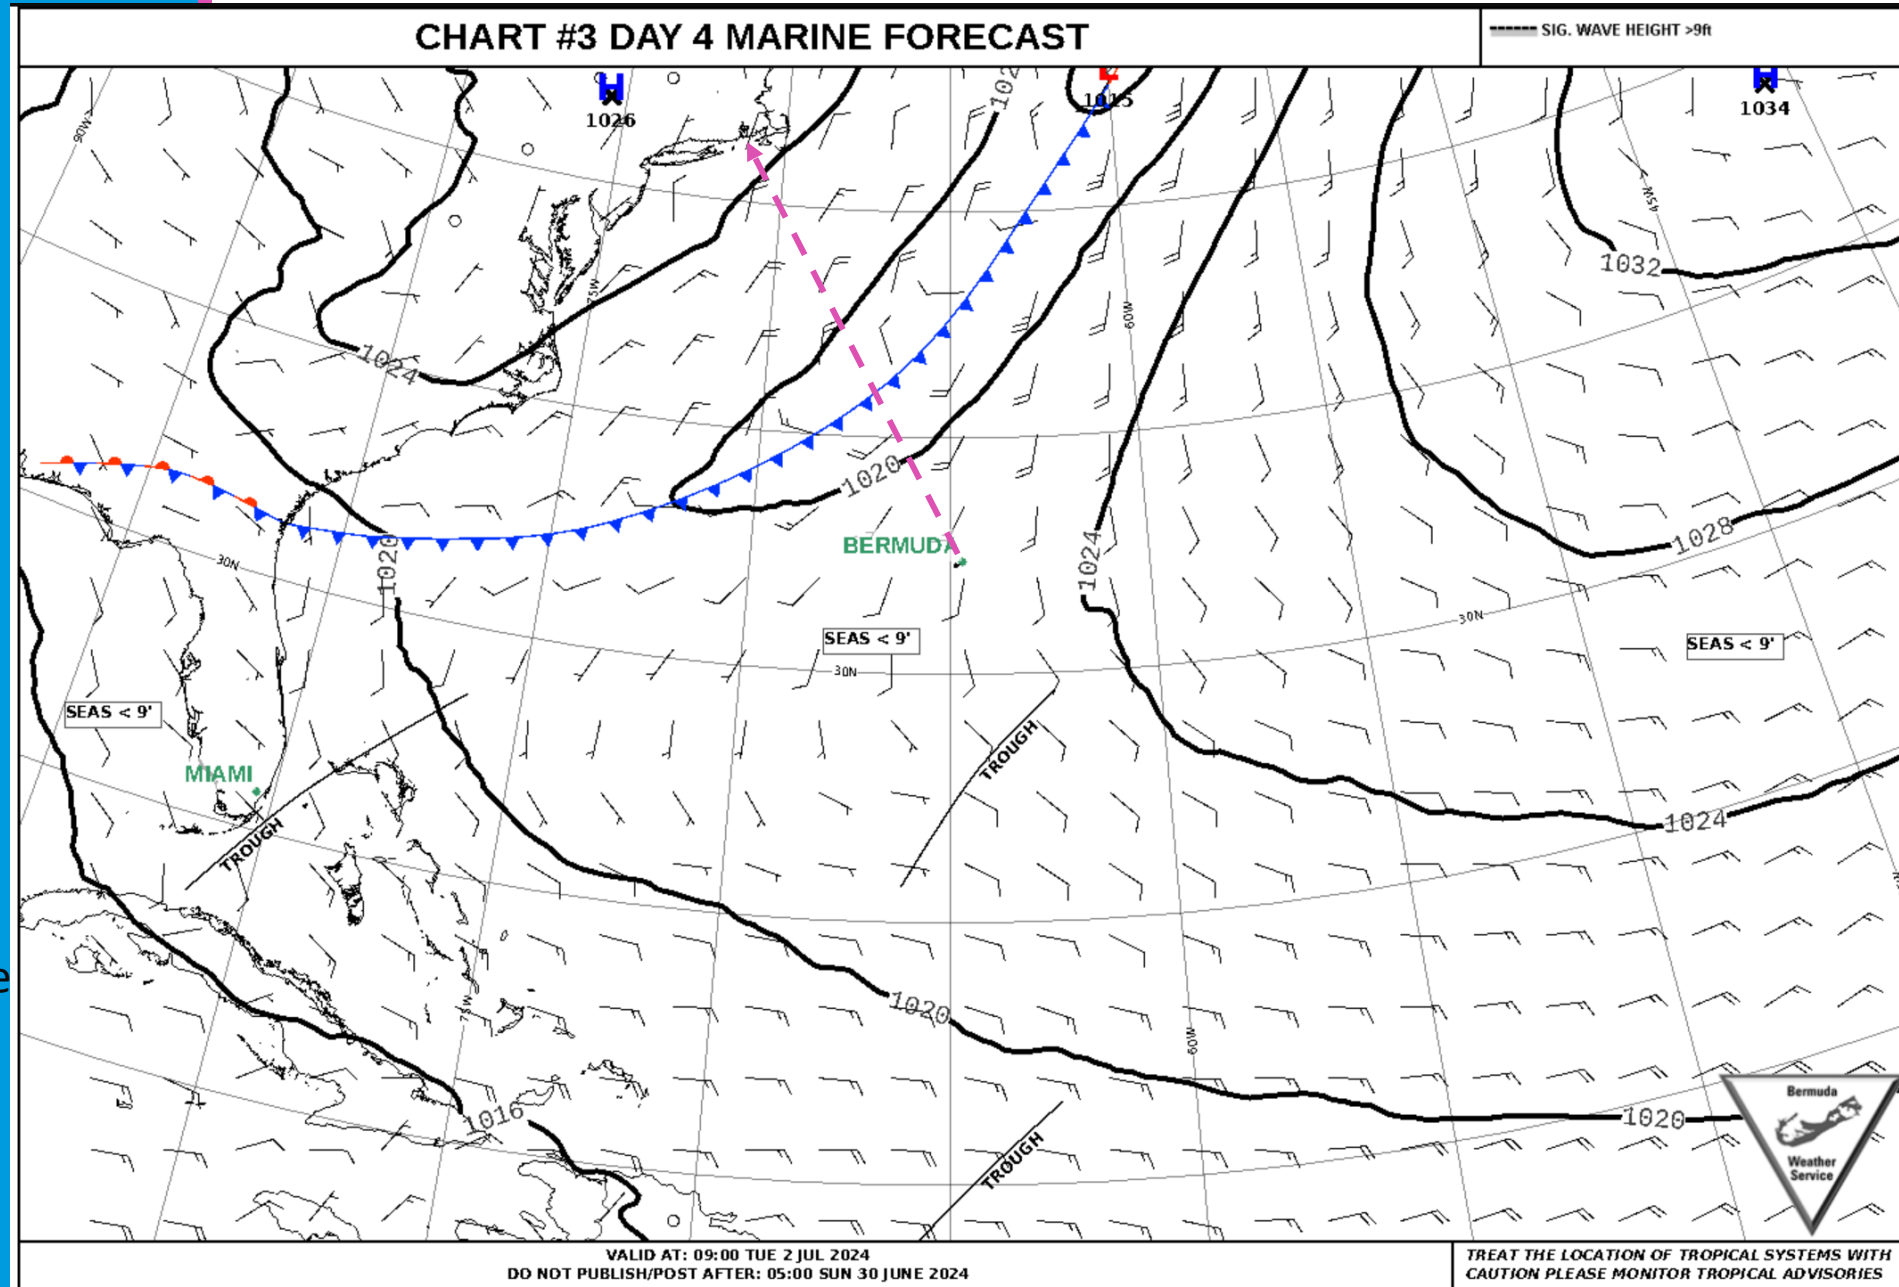 CHART #3 DAY 4 MARINE FORECAST
SIG. WAVE HEIGHT >9ft
H
1026
L
1015
H
1034
90W
102
45W
1032
75W
60W
1024
1020
BERMUDA
1028
30N
1020
1024
30N
SEAS < 9'
SEAS < 9'
30N
SEAS < 9'
TROUGH
MIAMI
1024
TROUGH
e
1020
60W
1016
1020
TROUGH
Bermuda
Weather
Service
VALID AT: 09:00 TUE 2 JUL 2024
DO NOT PUBLISH/POST AFTER: 05:00 SUN 30 JUNE 2024
TREAT THE LOCATION OF TROPICAL SYSTEMS WITH
CAUTION PLEASE MONITOR TROPICAL ADVISORIES